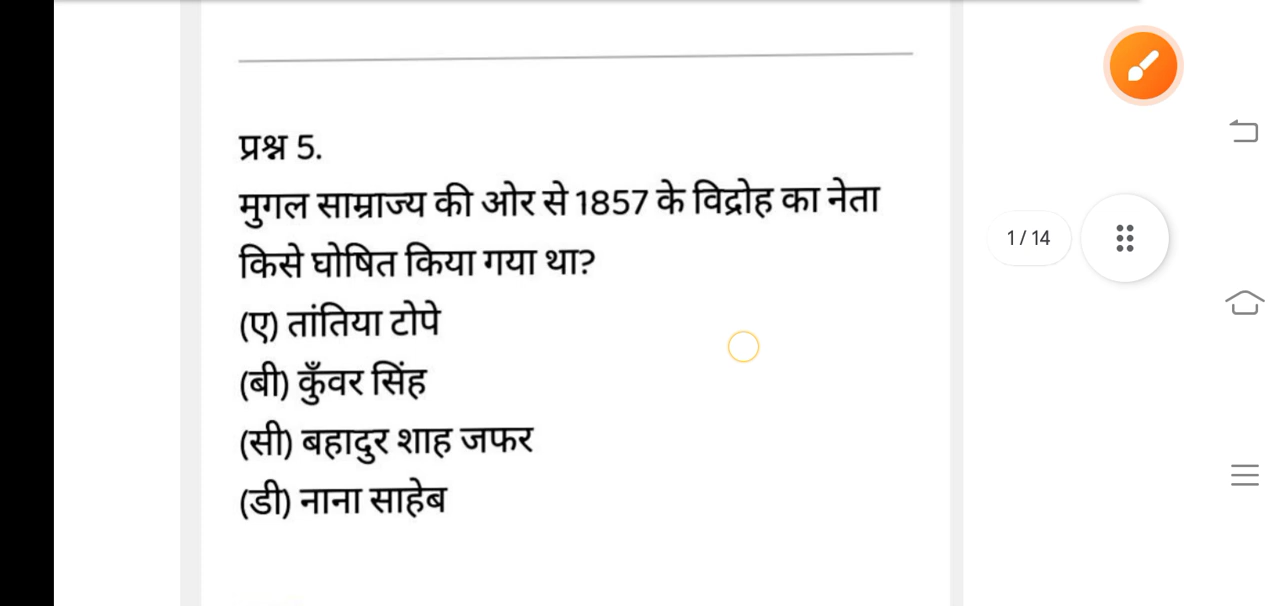 प्रश्न 5.
मुगल साम्राज्य की ओर से 1857 के विद्रोह का नेता
किसे घोषित किया गया था?
(ए) तांतिया टोपे
(बी) कुँवर सिंह
(सी) बहादुर शाह जफर
(डी) नाना साहेब
1 / 14